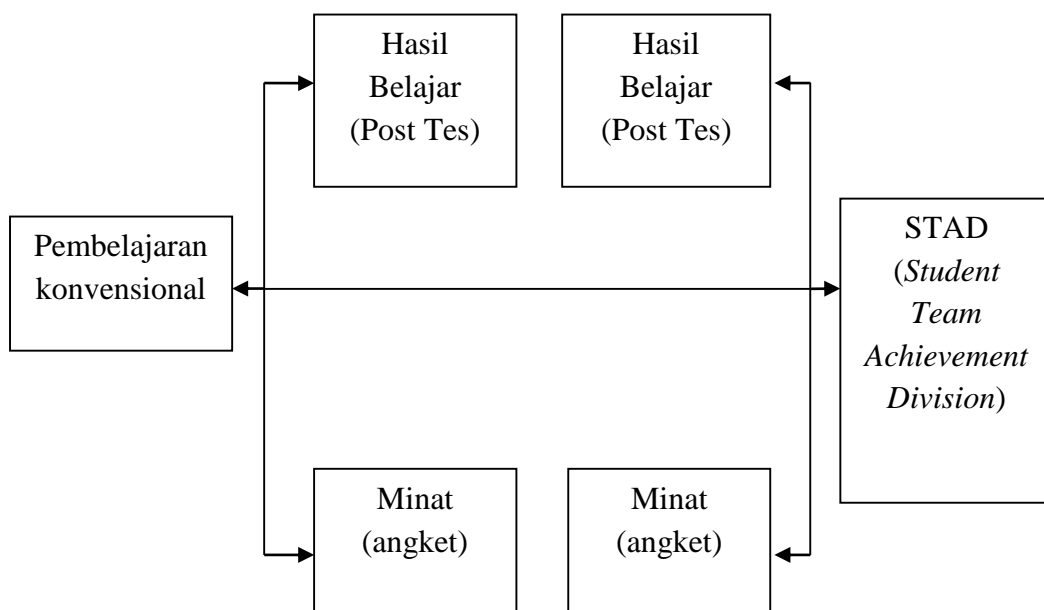 Hasil
Belajar
(Post Tes)
Hasil
Belajar
(Post Tes)
Pembelajaran
konvensional
STAD
(Student
Team
Achievement
Division)
Minat
(angket)
Minat
(angket)